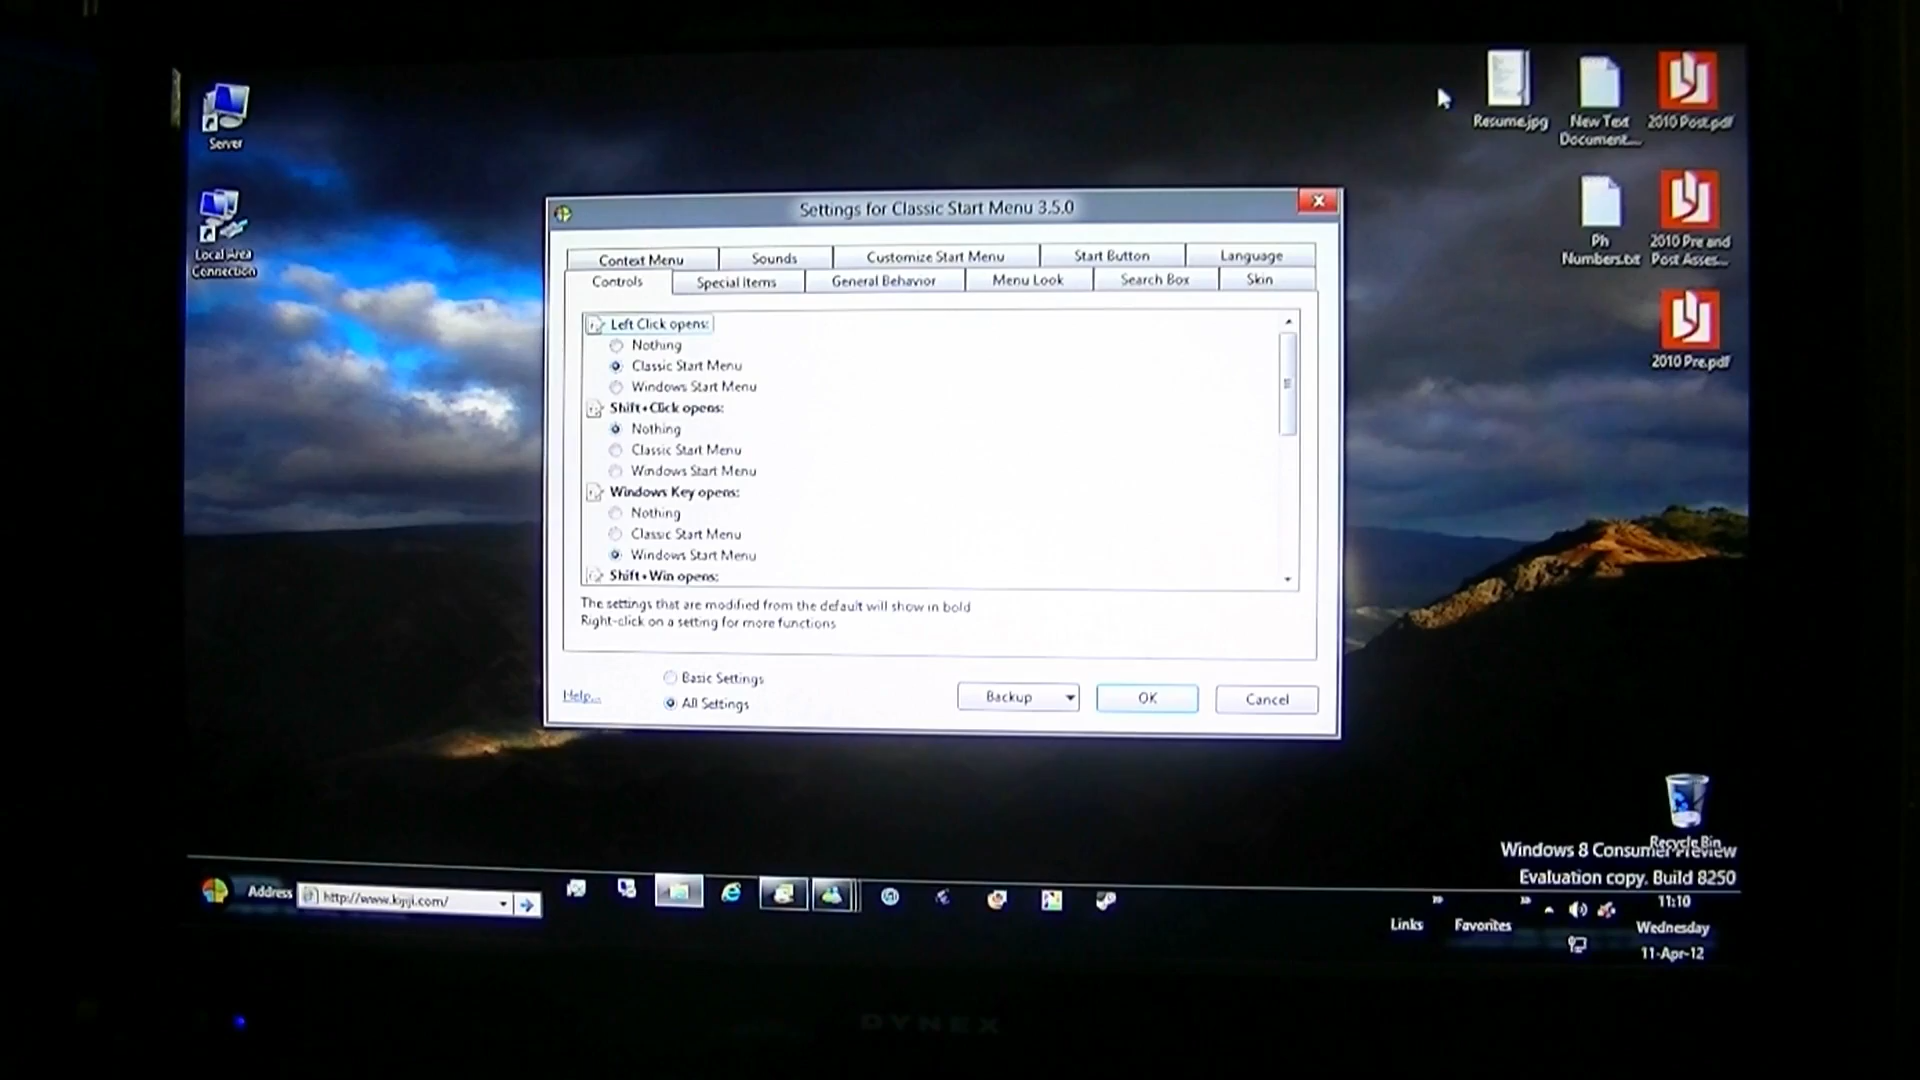 Server
Local Area
Connection
Resume.jpg
New Text
Document....
2010 Post.pdf
Ph
Numbers.txt
2010 Pre and
Post Asses...
2010 Pre.pdf
Settings for Classic Start Menu 3.5.0
Context Menu
Sounds
Customize Start Menu
Start Button
Language
Controls
Special Items
General Behavior
Menu Look
Search Box
Skin
Left Click opens:
Nothing
Classic Start Menu
Windows Start Menu
Shift+Click opens:
Nothing
Classic Start Menu
Windows Start Menu
Windows Key opens:
Nothing
Classic Start Menu
Windows Start Menu
Shift+Win opens:
The settings that are modified from the default will show in bold
Right-click on a setting for more functions
Help...
Basic Settings
All Settings
Backup
OK
Cancel
Recycle Bin
Windows 8 Consumer Preview
Evaluation copy. Build 8250
Address
http://www.kijiji.com/
Links
Favorites
11:10
Wednesday
11-Apr-12
DYNEX